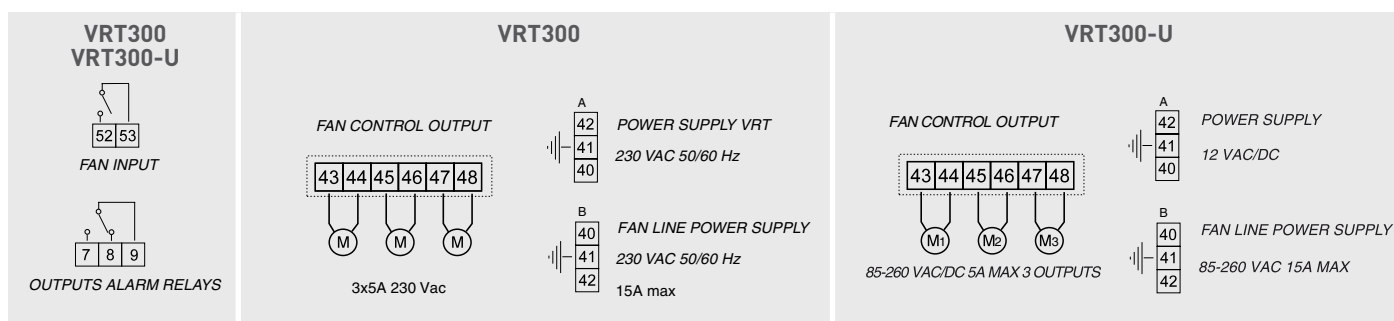 VRT300
VRT300-U
52 53
FAN INPUT
7 8 9
OUTPUTS ALARM RELAYS
VRT300
FAN CONTROL OUTPUT
43 44 45 46 47 48
M M M
3x5A 230 Vac
A
42
41
40
POWER SUPPLY VRT
230 VAC 50/60 Hz
B
40
41
42
FAN LINE POWER SUPPLY
230 VAC 50/60 Hz
15A max
VRT300-U
FAN CONTROL OUTPUT
43 44 45 46 47 48
M1 M2 M3
85-260 VAC/DC 5A MAX 3 OUTPUTS
A
42
41
40
POWER SUPPLY
12 VAC/DC
B
40
41
42
FAN LINE POWER SUPPLY
85-260 VAC 15A MAX